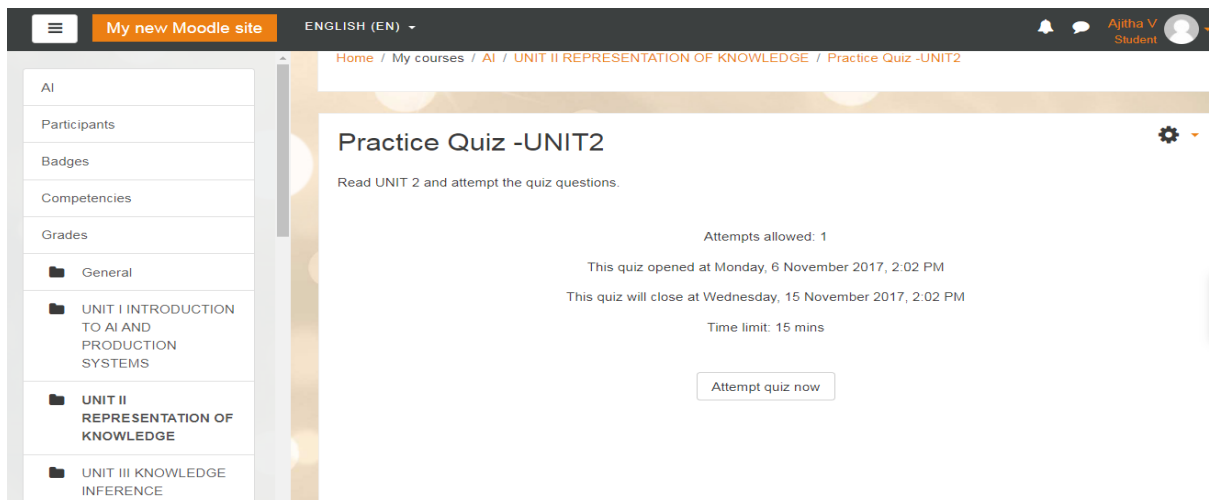 My new Moodle site
ENGLISH (EN)
Ajitha V
Student
Home / My courses / AI / UNIT II REPRESENTATION OF KNOWLEDGE / Practice Quiz -UNIT2
AI
Participants
Badges
Competencies
Grades
General
UNIT I INTRODUCTION
TO AI AND
PRODUCTION
SYSTEMS
UNIT II
REPRESENTATION OF
KNOWLEDGE
UNIT III KNOWLEDGE
INFERENCE
Practice Quiz -UNIT2
Read UNIT 2 and attempt the quiz questions.
Attempts allowed: 1
This quiz opened at Monday, 6 November 2017, 2:02 PM
This quiz will close at Wednesday, 15 November 2017, 2:02 PM
Time limit: 15 mins
Attempt quiz now